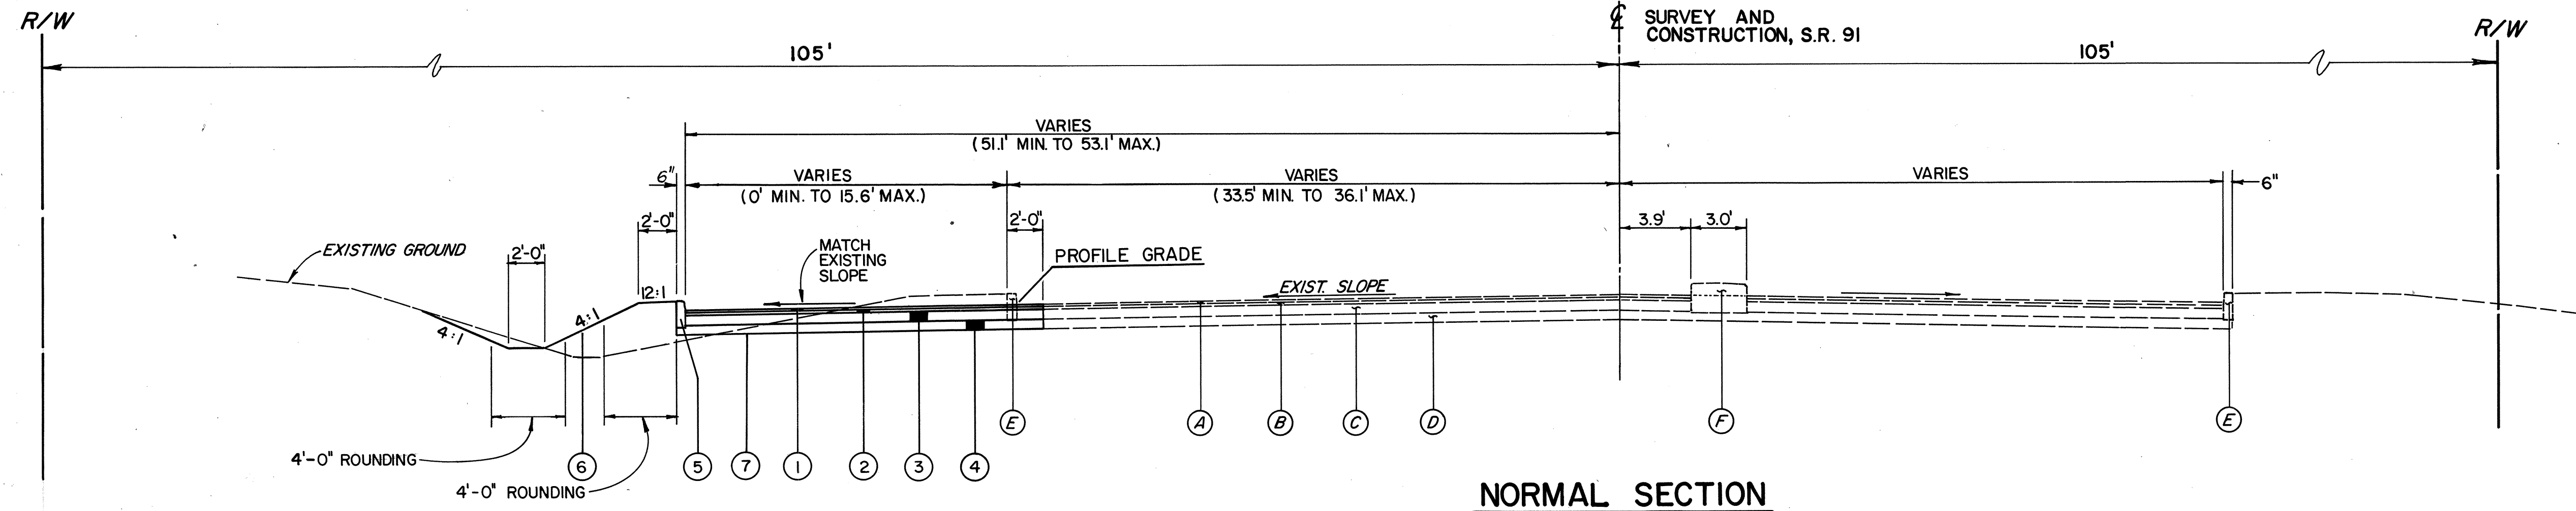 R/W
℄ SURVEY AND
CONSTRUCTION, S.R. 91
R/W
105'
105'
VARIES
(51.1' MIN. TO 53.1' MAX.)
6"
VARIES
(0' MIN. TO 15.6' MAX.)
VARIES
(33.5' MIN. TO 36.1' MAX.)
VARIES
6"
2'-0"
2'-0"
3.9'
3.0'
EXISTING GROUND
2'-0"
MATCH
EXISTING
SLOPE
PROFILE GRADE
12:1
EXIST. SLOPE
4:1
4:1
E
A
B
C
D
F
E
4'-0" ROUNDING
6
5
7
1
2
3
4
4'-0" ROUNDING
NORMAL SECTION